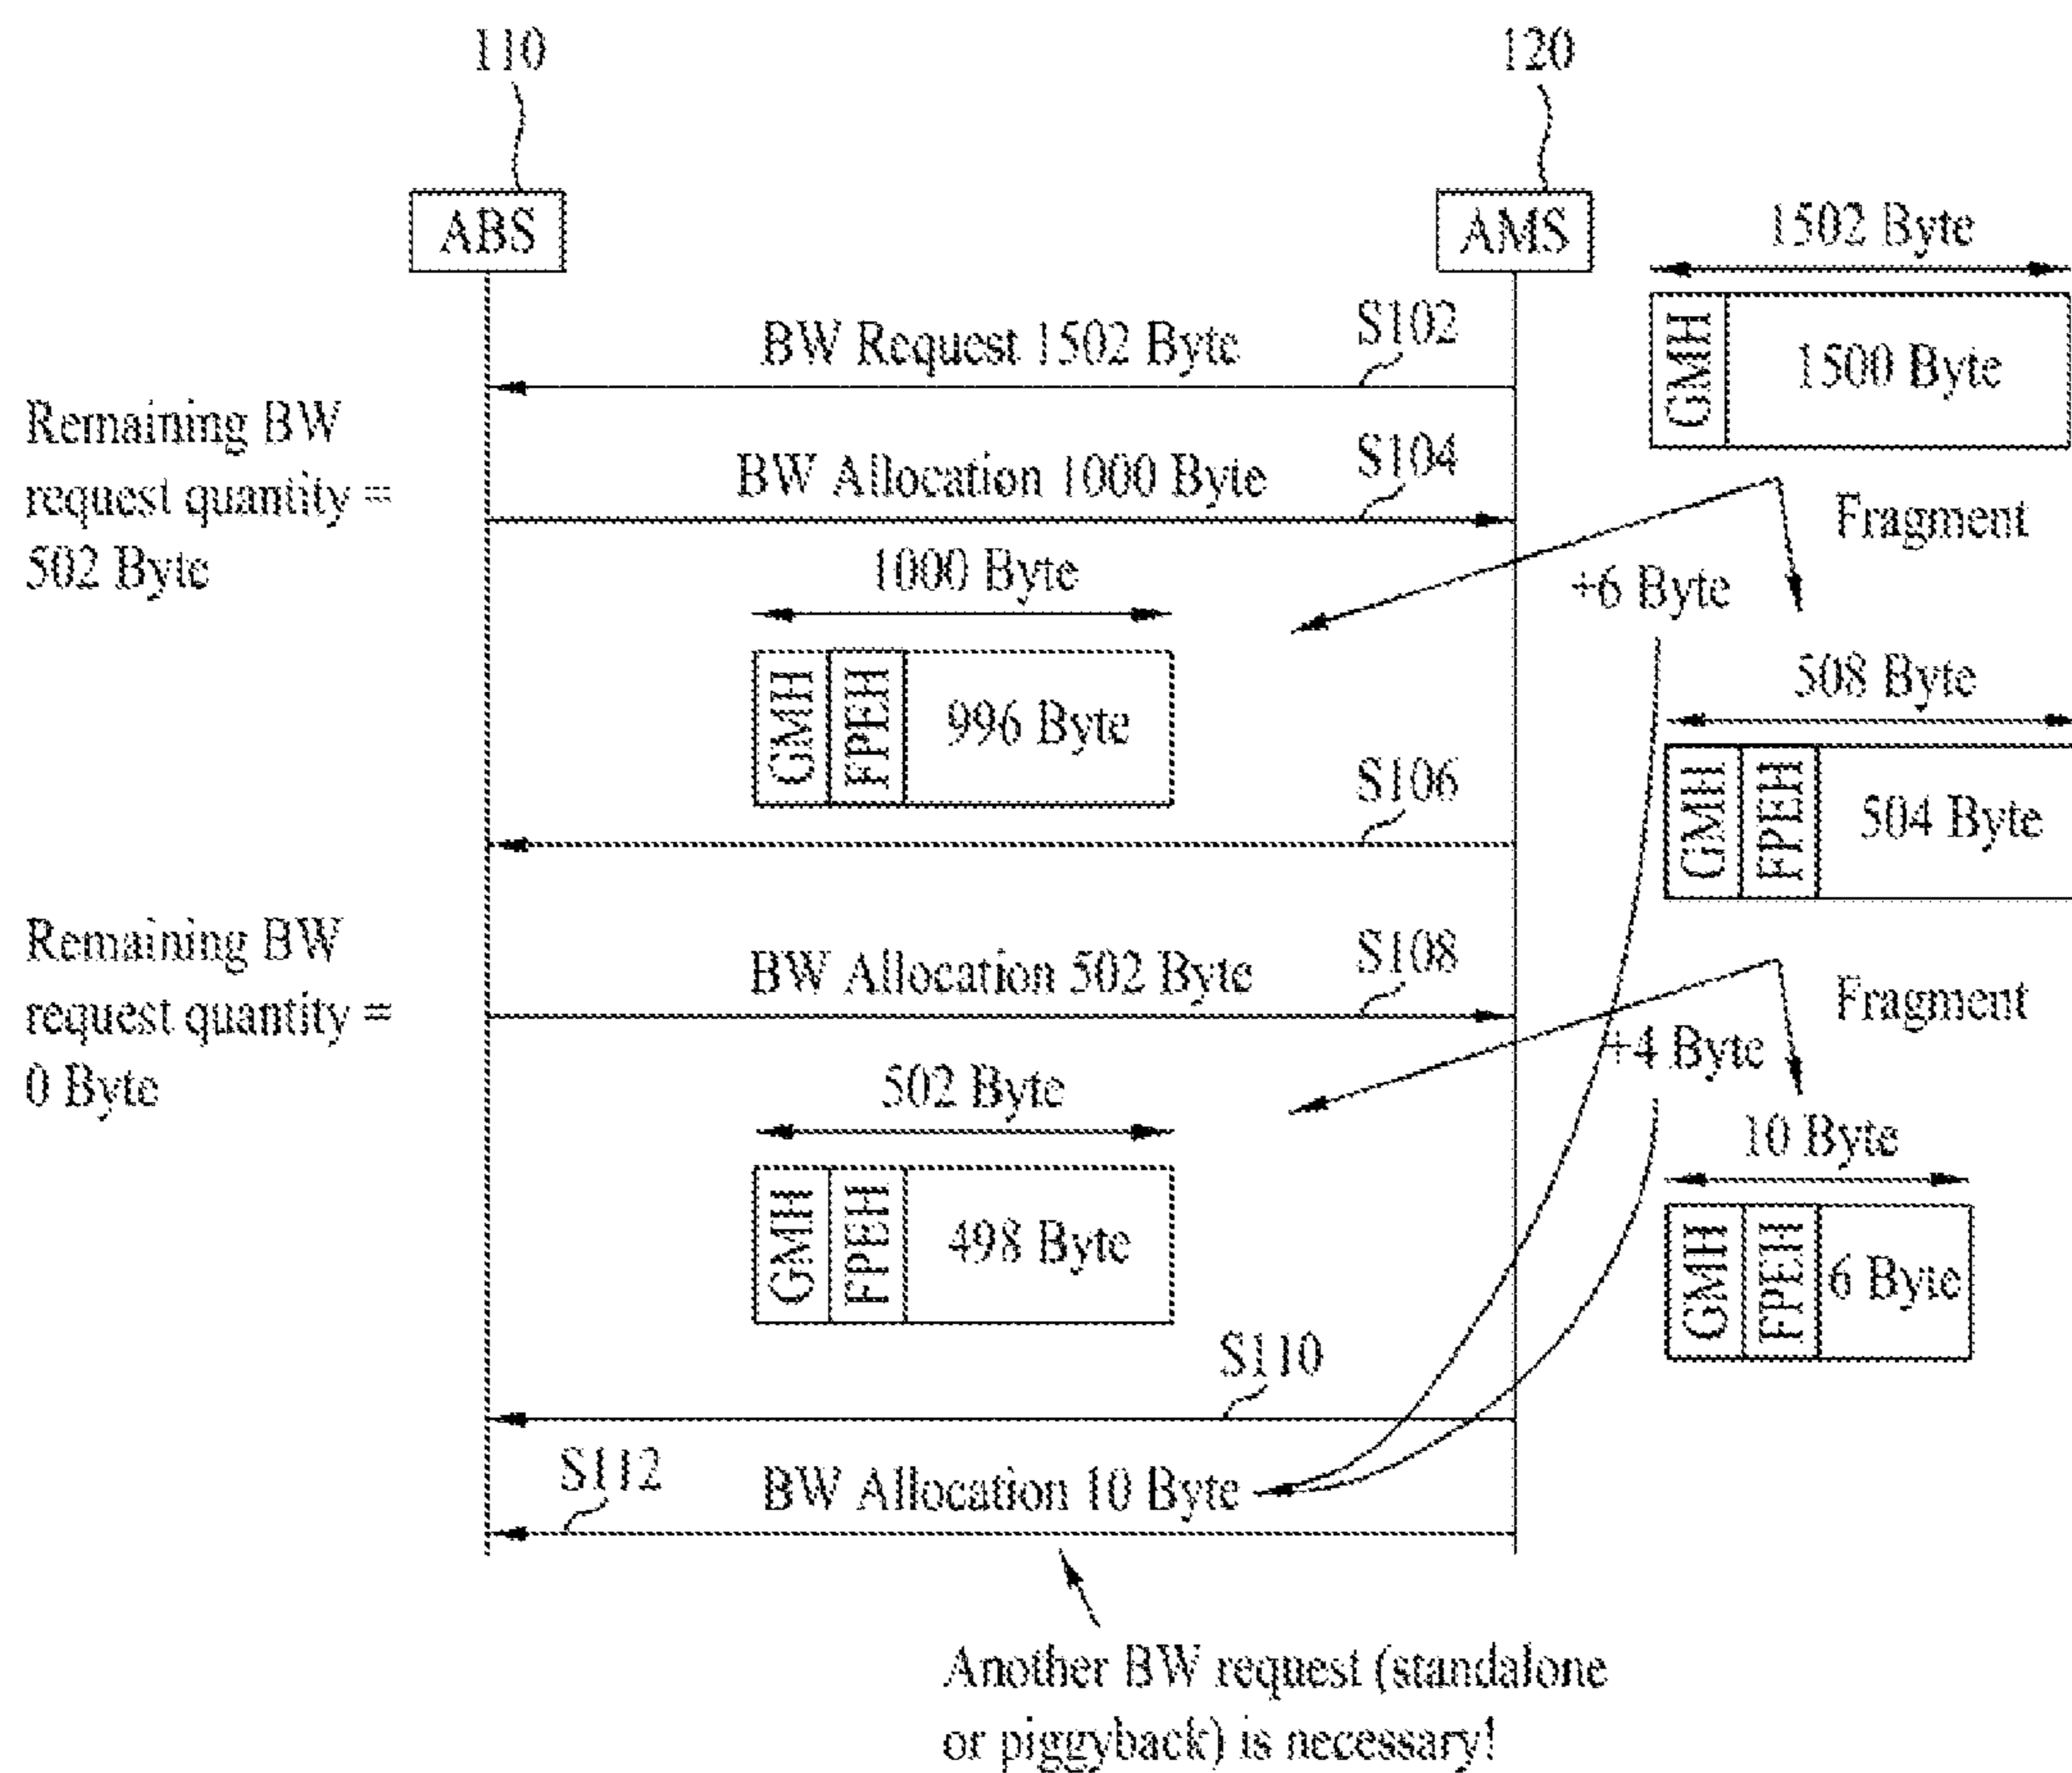 110
120
ABS
AMS
1502 Byte
GMH
1500 Byte
BW Request 1502 Byte
S102
Remaining BW
request quantity =
502 Byte
BW Allocation 1000 Byte
S104
Fragment
+6 Byte
1000 Byte
GMH
FPEH
996 Byte
508 Byte
GMH
FPEH
504 Byte
S106
Remaining BW
request quantity =
0 Byte
BW Allocation 502 Byte
S108
Fragment
+4 Byte
502 Byte
GMH
FPEH
498 Byte
10 Byte
GMH
FPEH
6 Byte
S110
S112
BW Allocation 10 Byte
Another BW request (standalone
or piggyback) is necessary!